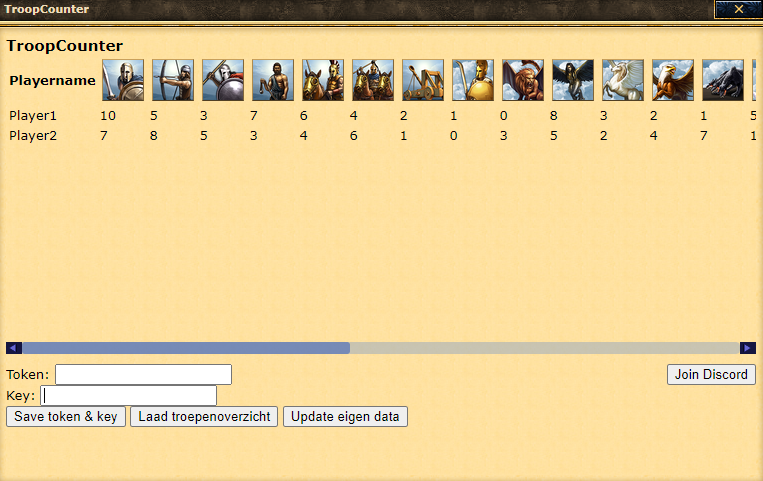 TroopCounter
TroopCounter
Playername
Player1 10 5 3 7 6 4 2 1 0 8 3 2 1 5
Player2 7 8 5 3 4 6 1 0 3 5 2 4 7 1
Token: Join Discord
Key:
Save token & key Laad troepenoverzicht Update eigen data